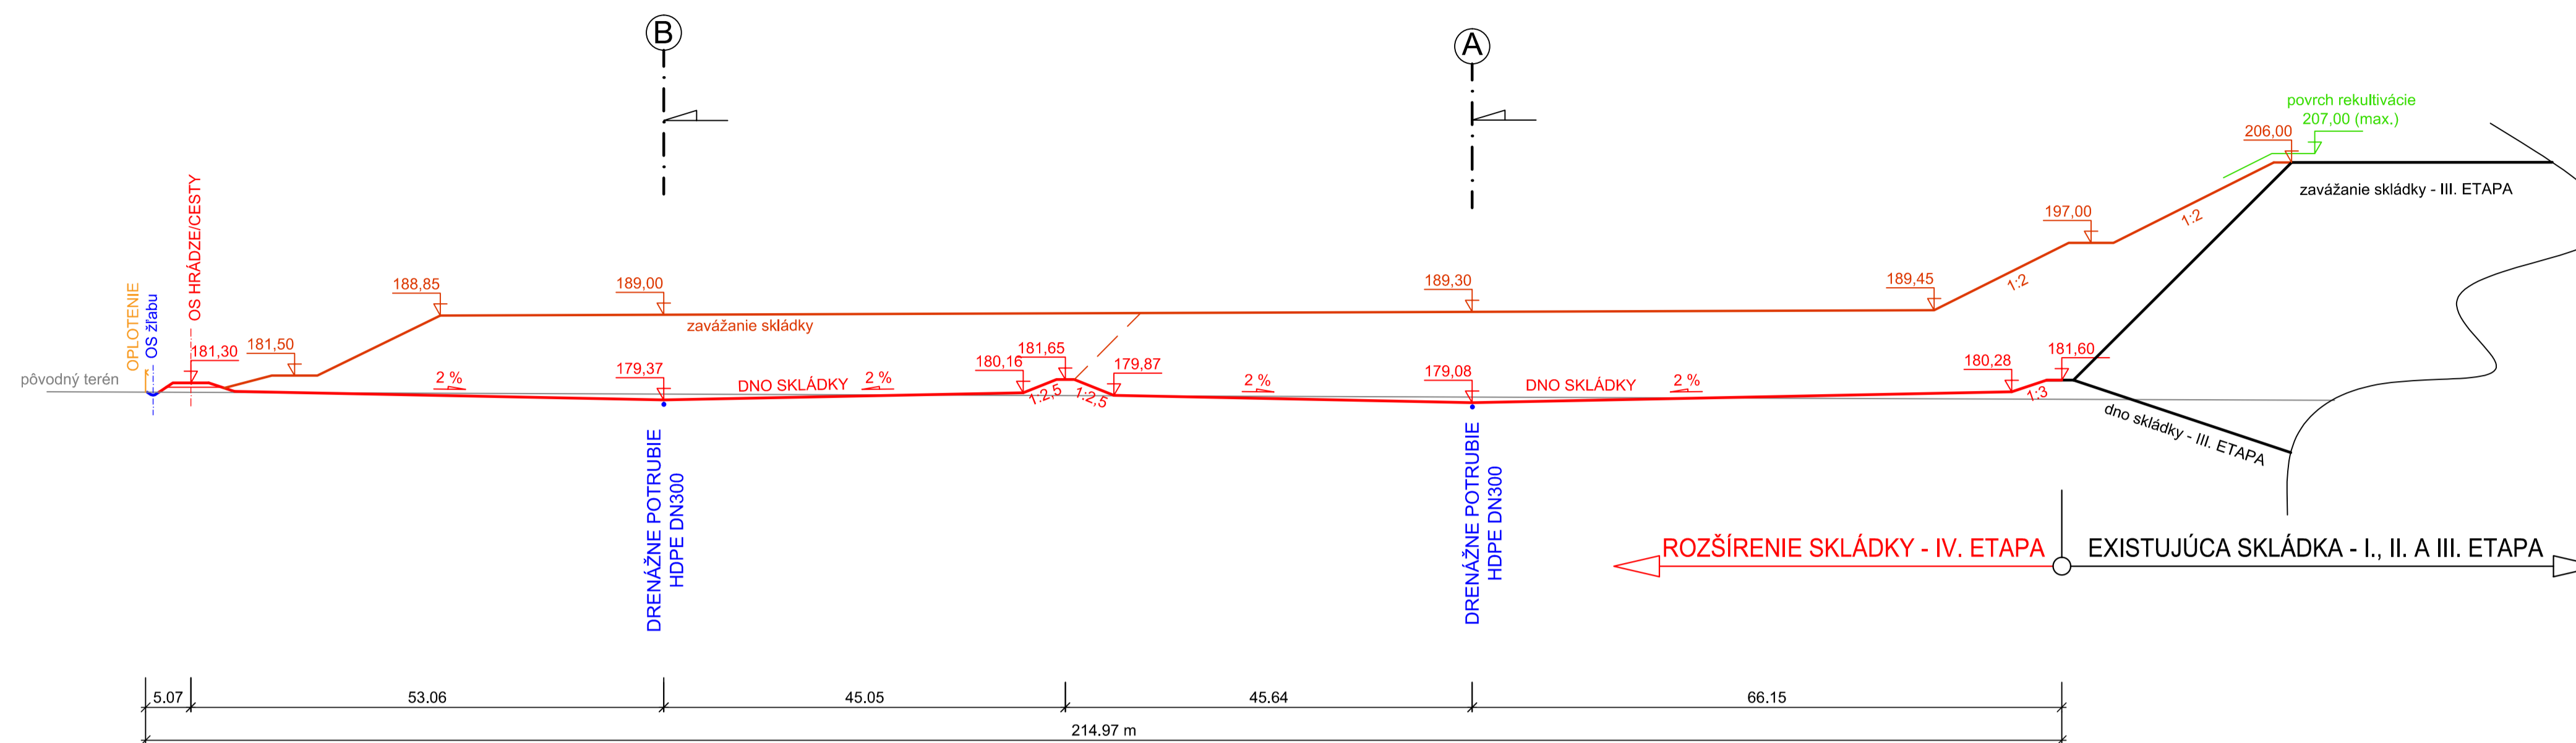 B
A
povrch rekultivácie
207,00 (max.)
206,00
zavážanie skládky - III. ETAPA
197,00
1:2
1:2
OPLOTENIE
OS žľabu
OS HRÁDZE/CESTY
181,30
181,50
188,85
189,00
zavážanie skládky
189,30
189,45
pôvodný terén
2 %
179,37
DNO SKLÁDKY
2 %
180,16
181,65
1:2,5
1:2,5
179,87
2 %
179,08
DNO SKLÁDKY
2 %
180,28
181,60
1:3
dno skládky - III. ETAPA
DRENÁŽNE POTRUBIE
HDPE DN300
DRENÁŽNE POTRUBIE
HDPE DN300
ROZŠÍRENIE SKLÁDKY - IV. ETAPA
EXISTUJÚCA SKLÁDKA - I., II. A III. ETAPA
5.07
53.06
45.05
45.64
66.15
214.97 m